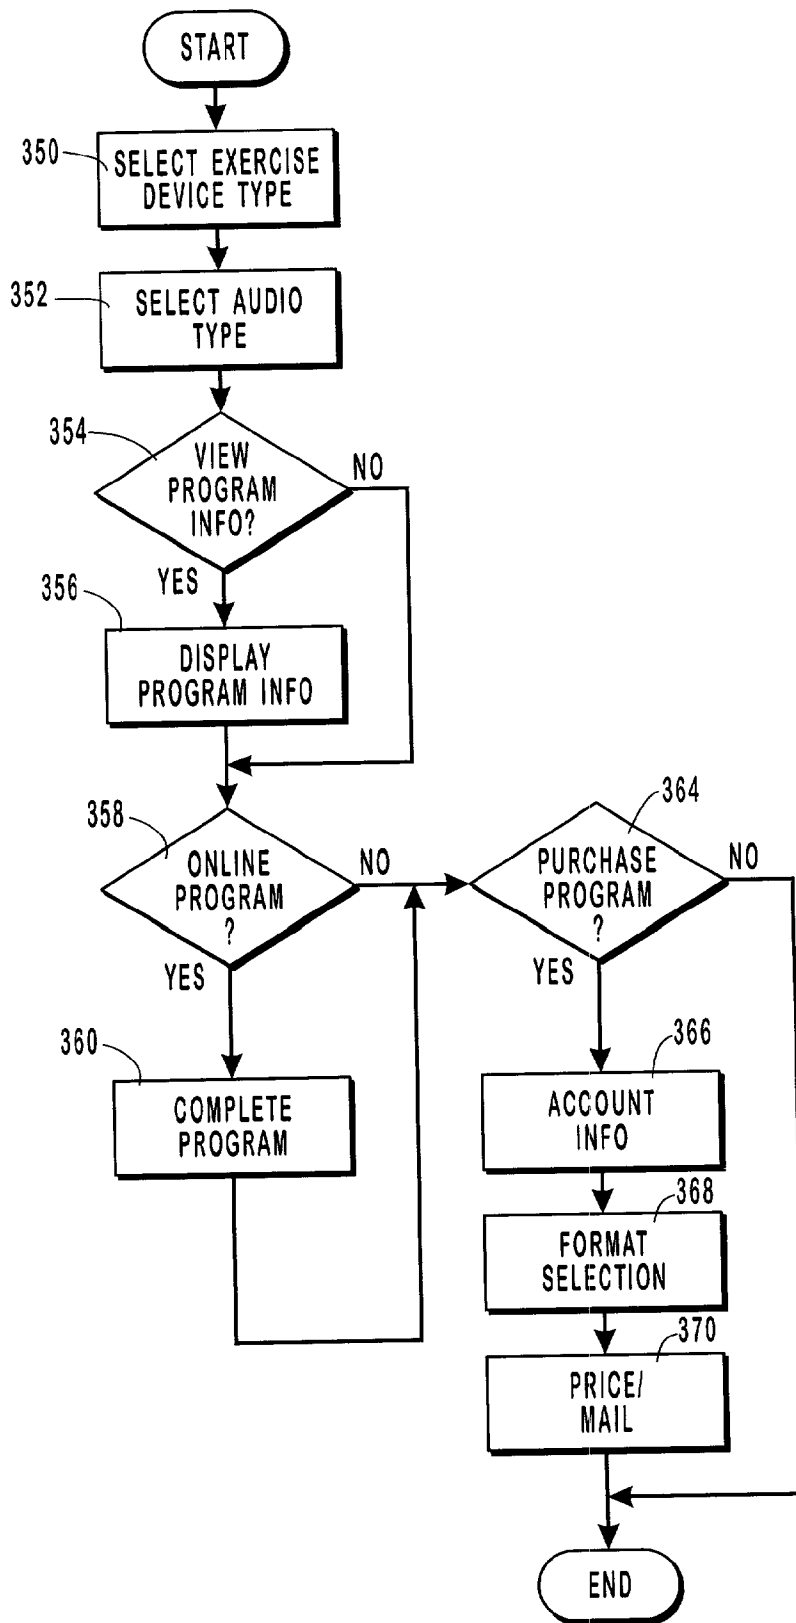 START
350
SELECT EXERCISE
DEVICE TYPE
352
SELECT AUDIO
TYPE
354
VIEW
PROGRAM
INFO?
NO
YES
356
DISPLAY
PROGRAM INFO
358
ONLINE
PROGRAM
?
NO
YES
360
COMPLETE
PROGRAM
364
PURCHASE
PROGRAM
?
NO
YES
366
ACCOUNT
INFO
368
FORMAT
SELECTION
370
PRICE/
MAIL
END